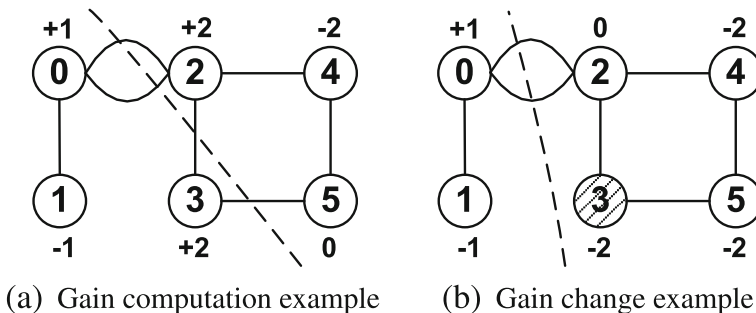 +1 +2 -2 +1 0 -2
0 2 4 0 2 4
1 3 5 1 3 5
-1 +2 0 -1 -2 -2
(a) Gain computation example (b) Gain change example